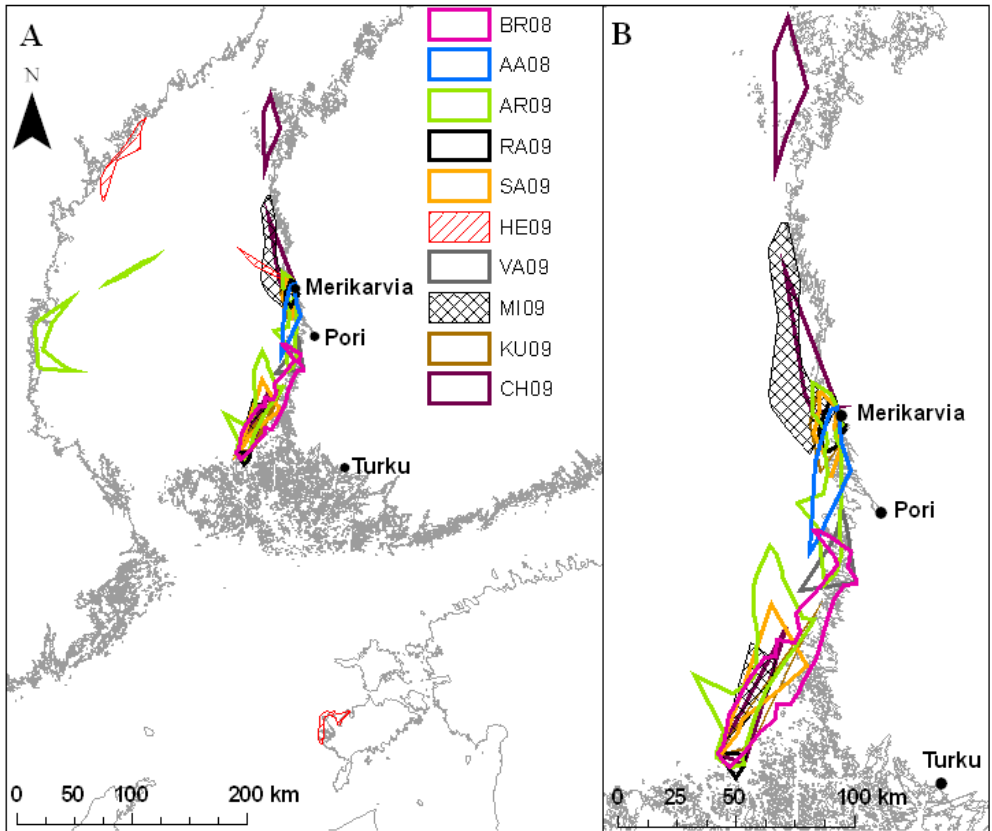 A
N
BR08
AA08
AR09
RA09
SA09
HE09
VA09
MI09
KU09
CH09
Merikarvia
Pori
Turku
0 50 100 200 km
B
Merikarvia
Pori
Turku
0 25 50 100 km